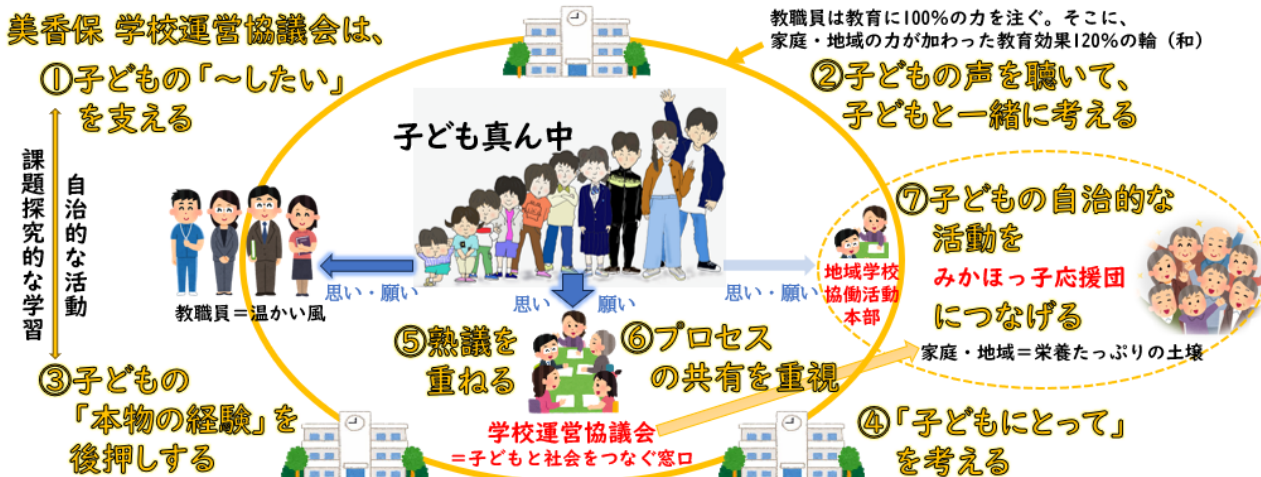 美香保 学校運営協議会は、
①子どもの「～したい」
を支える
教職員は教育に100%の力を注ぐ。そこに、
家庭・地域の力が加わった教育効果120%の輪（和）
②子どもの声を聴いて、
子どもと一緒に考える
子ども真ん中
課題探究的な学習
自治的な活動
教職員＝温かい風
思い・願い
思い・願い
思い・願い
地域学校
協働活動
本部
⑦子どもの自治的な
活動を
みかほっ子応援団
につなげる
家庭・地域＝栄養たっぷりの土壌
③子どもの
「本物の経験」を
後押しする
⑤熟議を
重ねる
⑥プロセス
の共有を重視
学校運営協議会
＝子どもと社会をつなぐ窓口
④「子どもにとって」
を考える